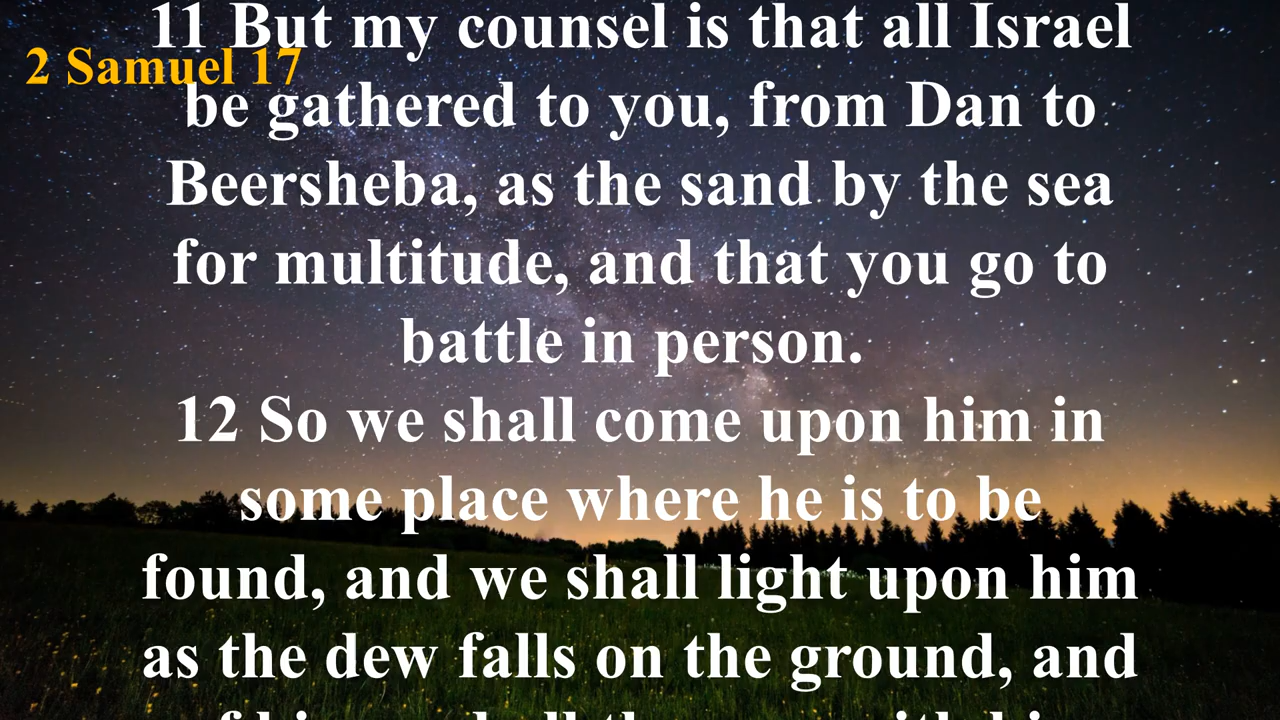 11 But my counsel is that all Israel
2 Samuel 17
be gathered to you, from Dan to
Beersheba, as the sand by the sea
for multitude, and that you go to
battle in person.
12 So we shall come upon him in
some place where he is to be
found, and we shall light upon him
as the dew falls on the ground, and